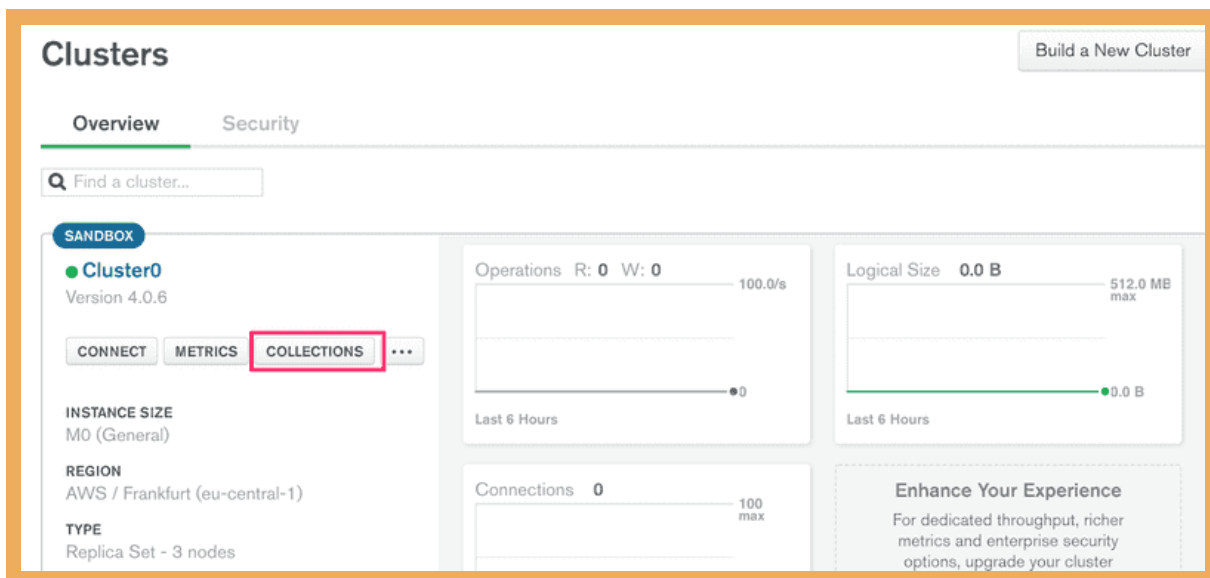 Clusters
Build a New Cluster
Overview Security
Find a cluster...
SANDBOX
Cluster0
Version 4.0.6
CONNECT METRICS COLLECTIONS ...
INSTANCE SIZE
M0 (General)
REGION
AWS / Frankfurt (eu-central-1)
TYPE
Replica Set - 3 nodes
Operations R: 0 W: 0
100.0/s
0
Last 6 Hours
Logical Size 0.0 B
512.0 MB
max
0.0 B
Last 6 Hours
Connections 0
100
max
Enhance Your Experience
For dedicated throughput, richer
metrics and enterprise security
options, upgrade your cluster